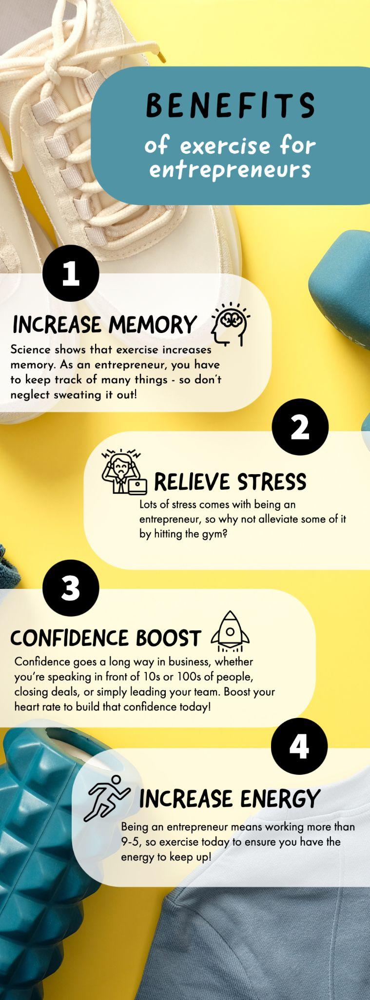 BENEFITS
of exercise for
entrepreneurs
1
INCREASE MEMORY
Science shows that exercise increases
memory. As an entrepreneur, you have
to keep track of many things - so don't
neglect sweating it out!
2
RELIEVE STRESS
Lots of stress comes with being an
entrepreneur, so why not alleviate some of it
by hitting the gym?
3
CONFIDENCE BOOST
Confidence goes a long way in business, whether
you're speaking in front of 10s or 100s of people,
closing deals, or simply leading your team. Boost your
heart rate to build that confidence today!
4
INCREASE ENERGY
Being an entrepreneur means working more than
9-5, so exercise today to ensure you have the
energy to keep up!